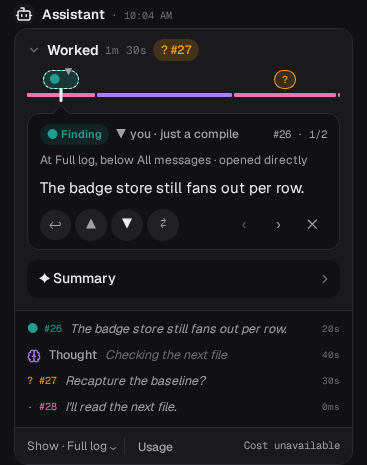 Assistant · 10:04 AM
Worked 1m 30s ? #27
?
Finding ▼ you · just a compile #26 · 1/2
At Full log, below All messages · opened directly
The badge store still fans out per row.
Summary
#26 The badge store still fans out per row. 20s
Thought Checking the next file 40s
? #27 Recapture the baseline? 30s
· #28 I'll read the next file. 0ms
Show · Full log Usage Cost unavailable